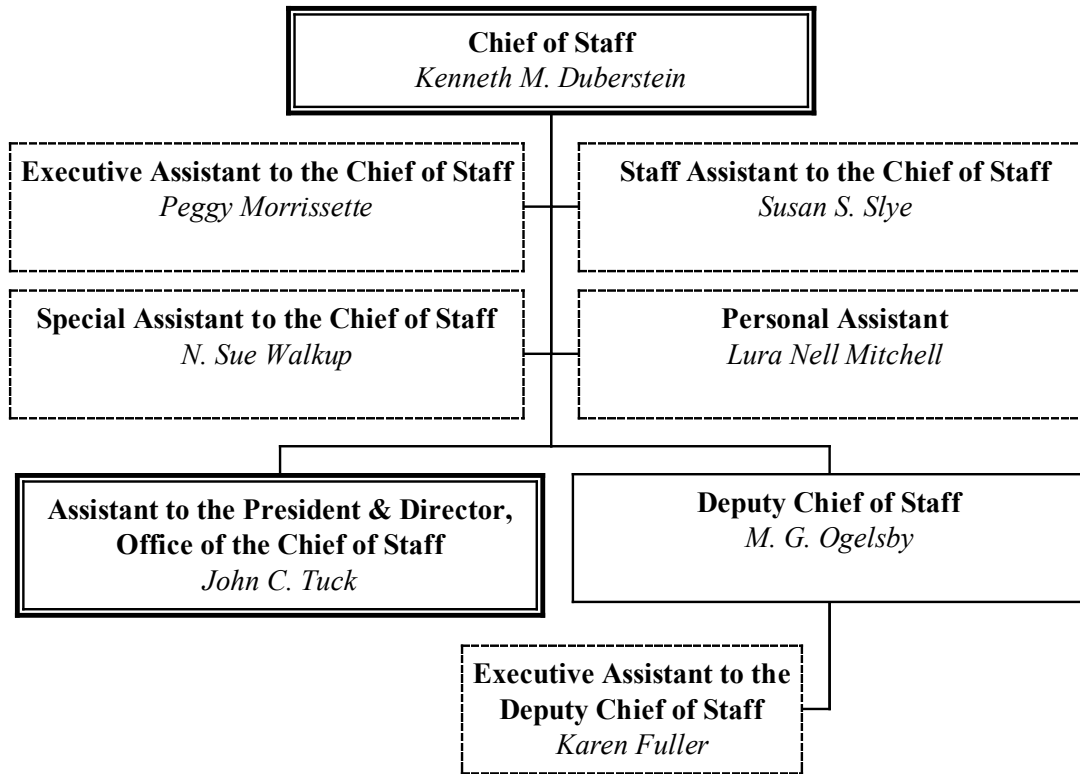 Chief of Staff
Kenneth M. Duberstein
Executive Assistant to the Chief of Staff
Peggy Morrissette
Staff Assistant to the Chief of Staff
Susan S. Slye
Special Assistant to the Chief of Staff
N. Sue Walkup
Personal Assistant
Lura Nell Mitchell
Assistant to the President & Director,
Office of the Chief of Staff
John C. Tuck
Deputy Chief of Staff
M. G. Ogelsby
Executive Assistant to the
Deputy Chief of Staff
Karen Fuller